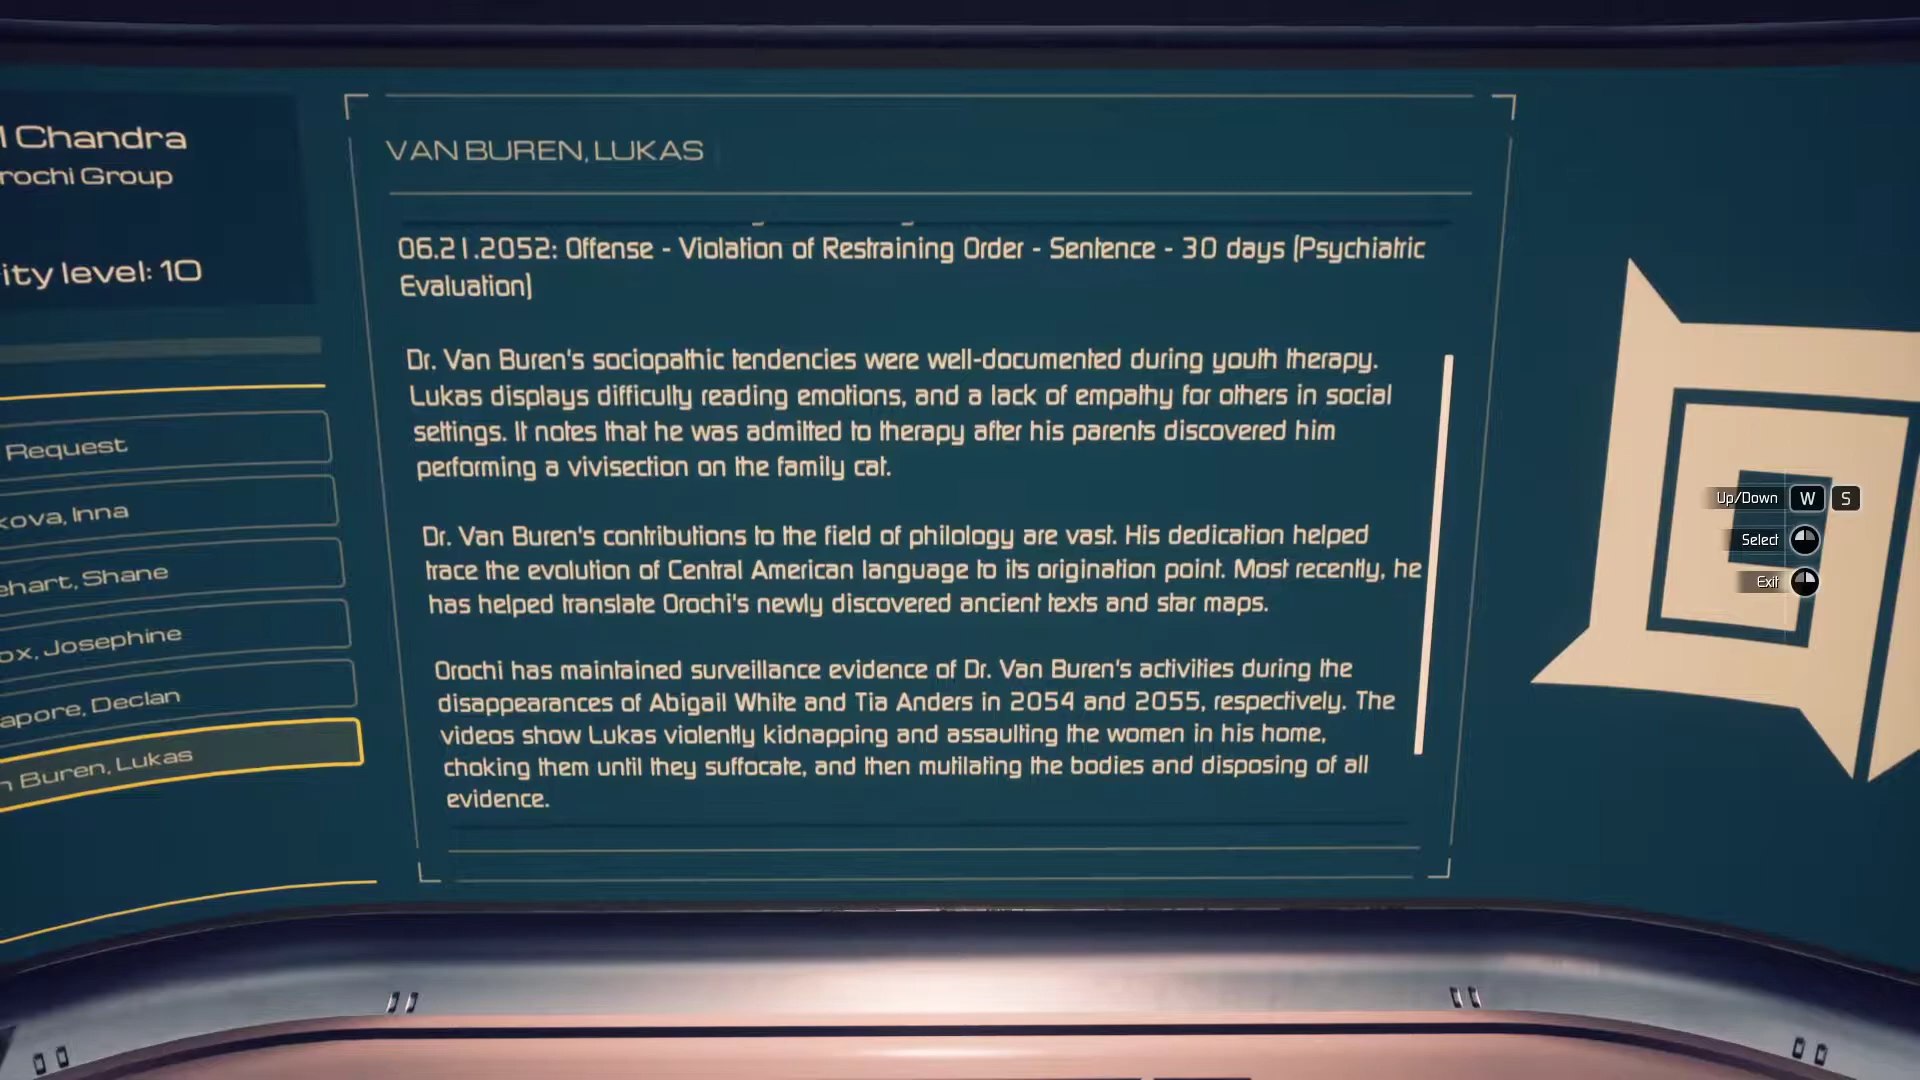 Chandra
rochi Group
ity level: 10
Request
kova, Inna
ehart, Shane
ox, Josephine
apore, Declan
n Buren, Lukas
VAN BUREN, LUKAS
06.21.2052: Offense - Violation of Restraining Order - Sentence - 30 days (Psychiatric
Evaluation)
Dr. Van Buren's sociopathic tendencies were well-documented during youth therapy.
Lukas displays difficulty reading emotions, and a lack of empathy for others in social
settings. It notes that he was admitted to therapy after his parents discovered him
performing a vivisection on the family cat.
Dr. Van Buren's contributions to the field of philology are vast. His dedication helped
trace the evolution of Central American language to its origination point. Most recently, he
has helped translate Orochi's newly discovered ancient texts and star maps.
Orochi has maintained surveillance evidence of Dr. Van Buren's activities during the
disappearances of Abigail White and Tia Anders in 2054 and 2055, respectively. The
videos show Lukas violently kidnapping and assaulting the women in his home,
choking them until they suffocate, and then mutilating the bodies and disposing of all
evidence.
Up/Down W S
Select
Exit